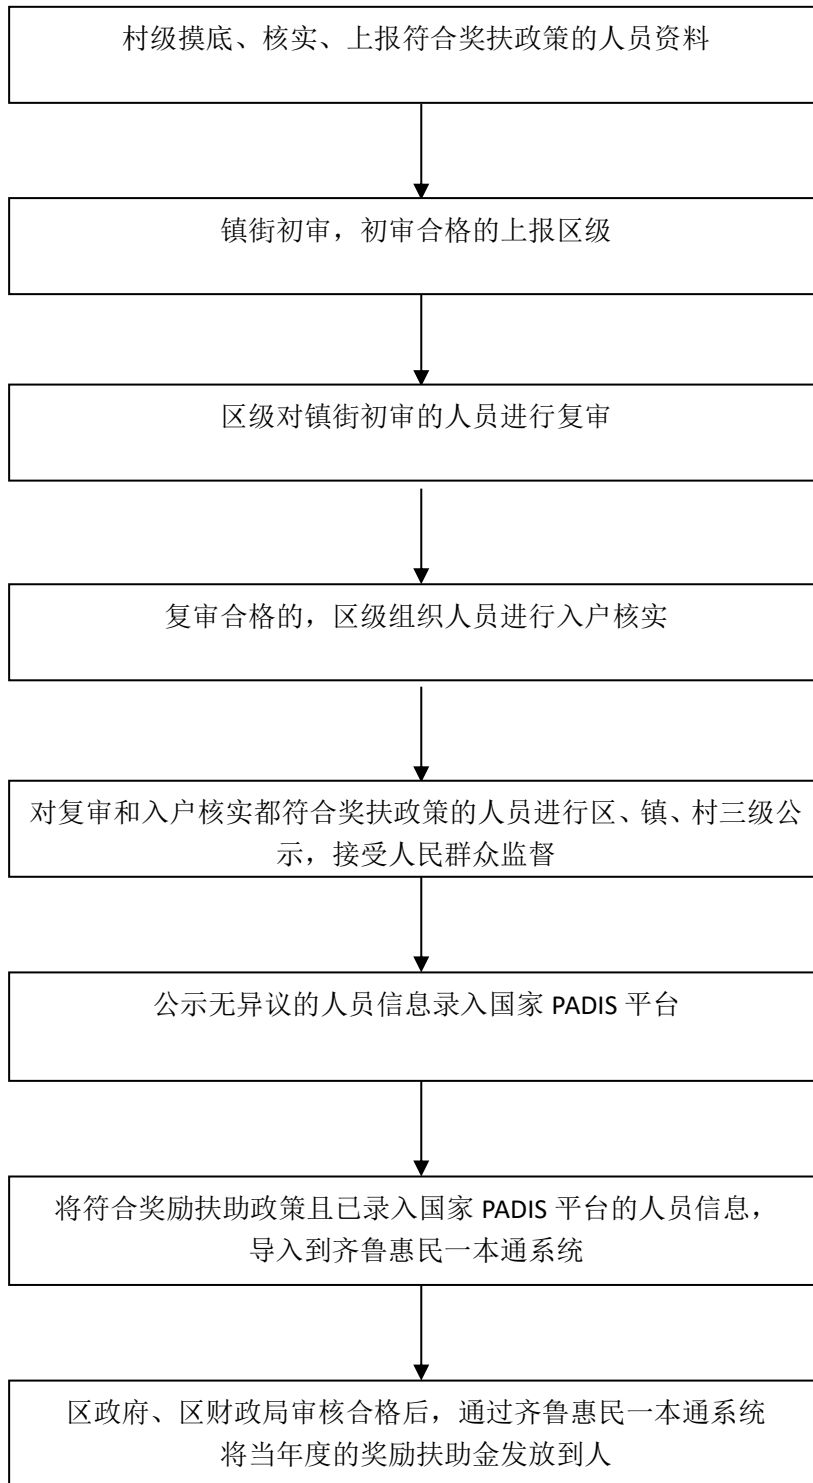 村级摸底、核实、上报符合奖扶政策的人员资料
镇街初审，初审合格的上报区级
区级对镇街初审的人员进行复审
复审合格的，区级组织人员进行入户核实
对复审和入户核实都符合奖扶政策的人员进行区、镇、村三级公
示，接受人民群众监督
公示无异议的人员信息录入国家 PADIS 平台
将符合奖励扶助政策且已录入国家 PADIS 平台的人员信息，
导入到齐鲁惠民一本通系统
区政府、区财政局审核合格后，通过齐鲁惠民一本通系统
将当年度的奖励扶助金发放到人